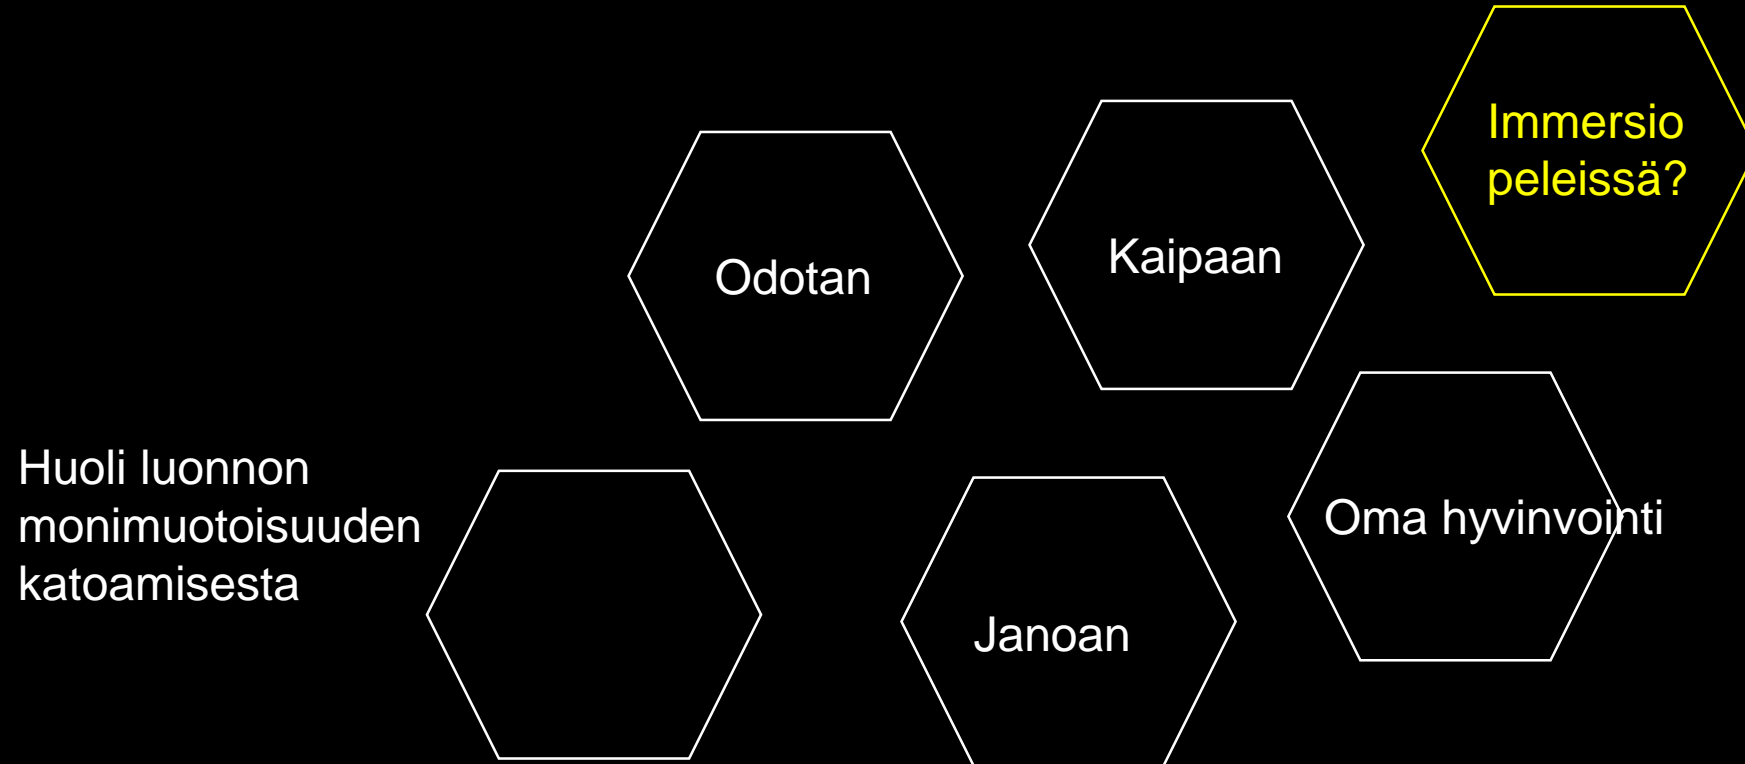 Immersio
peleissä?
Kaipaan
Odotan
Huoli luonnon
monimuotoisuuden
katoamisesta
Oma hyvinvointi
Janoan